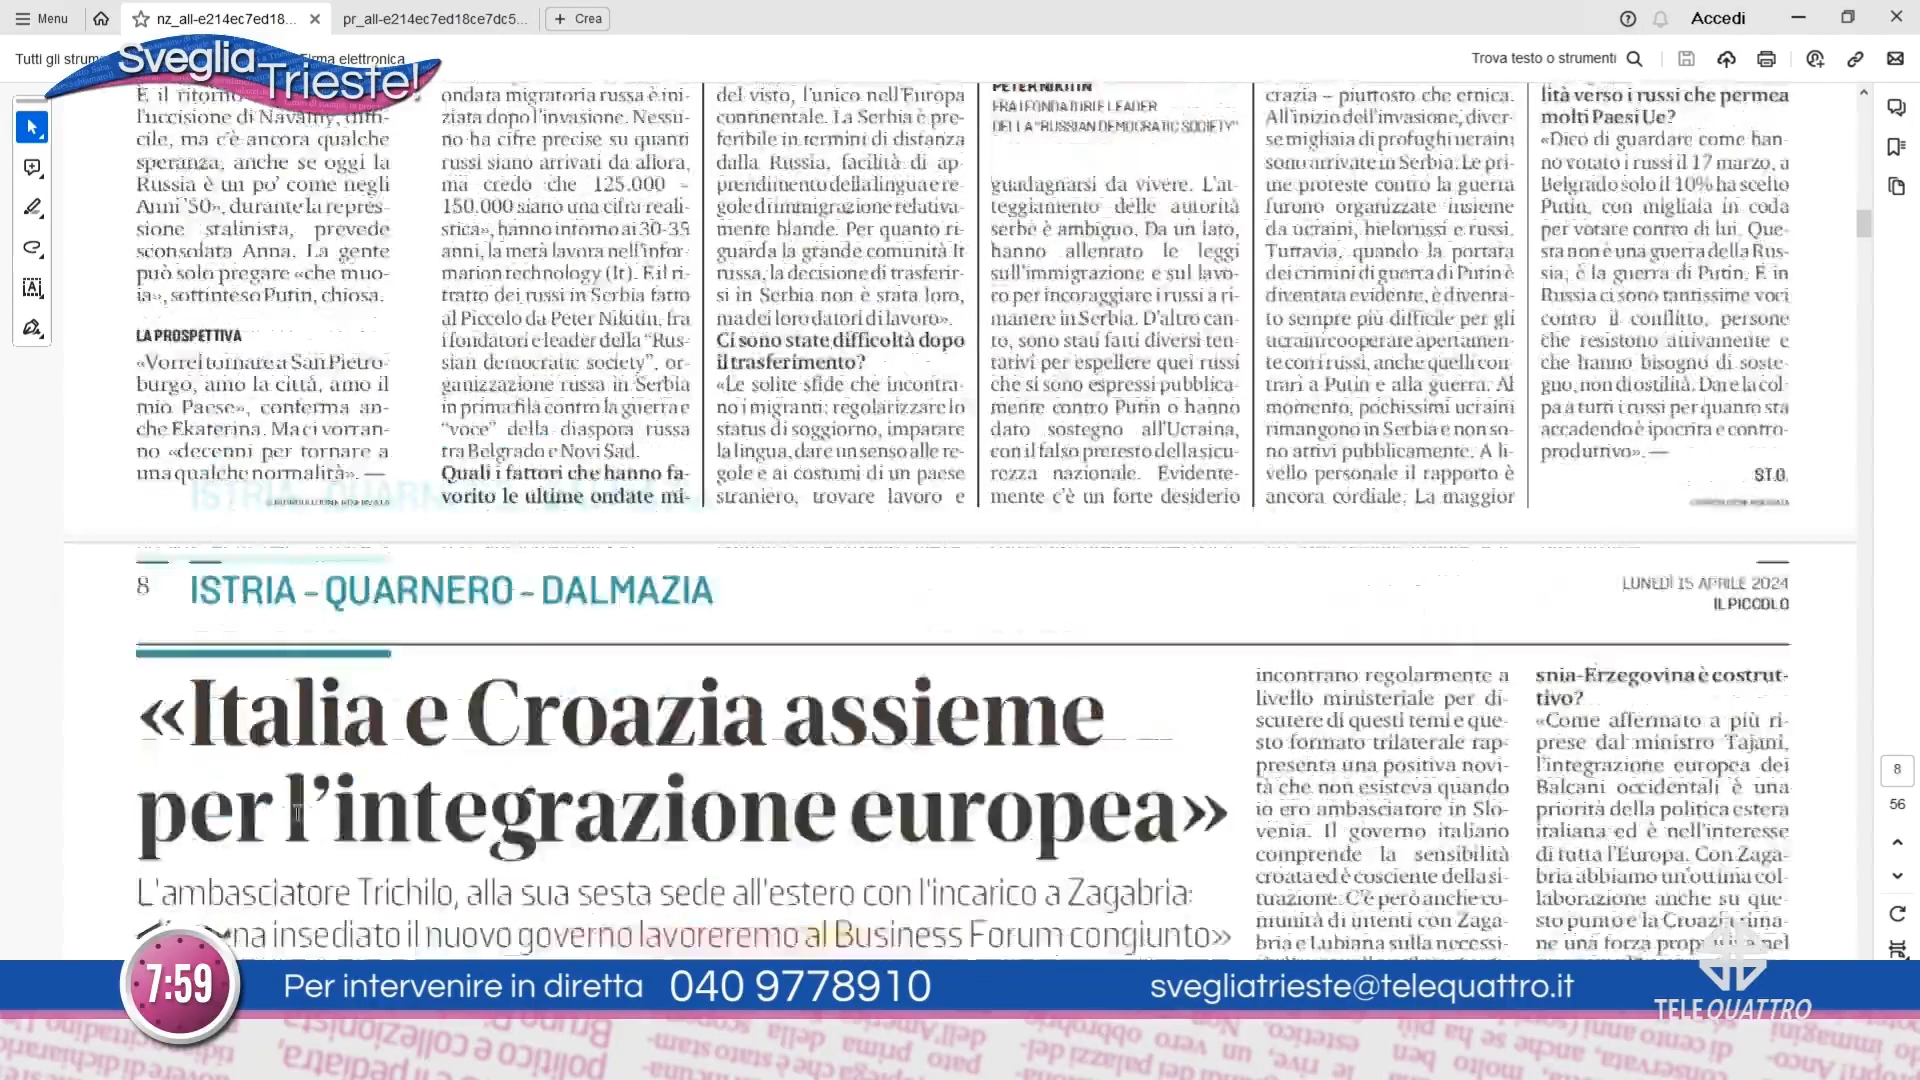 Menu
nz_all-e214ec7ed18...
pr_all-e214ec7ed18ce7dc5...
Crea
Accedi
Tutti gli
Firma elettronica
Trova testo o strumenti
Sveglia
Trieste!
E il ritorno
l'uccisione di Navalny, diffi-
cile, ma c'è ancora qualche
speranza, anche se oggi la
Russia è un po' come negli
Anni '50», durante la repres-
sione stalinista, prevede
sconsolata Anna. La gente
può solo pregare «che muo-
ia», sottinteso Putin, chiosa.
LA PROSPETTIVA
«Vorrei tornare a San Pietro-
burgo, amo la città, amo il
mio Paese», conferma an-
che Ekaterina. Ma ci vorran-
no «decenni per tornare a
una qualche normalità». —
ondata migratoria russa è ini-
ziata dopo l'invasione. Nessu-
no ha cifre precise su quanti
russi siano arrivati da allora,
ma credo che 125.000 -
150.000 siano una cifra reali-
stica», hanno intorno ai 30-35
anni, la metà lavora nell'infor-
mation technology (It). E il ri-
tratto dei russi in Serbia fatto
al Piccolo da Peter Nikitin, fra
i fondatori e leader della "Rus-
sian democratic society", or-
ganizzazione russa in Serbia
in prima fila contro la guerra e
"voce" della diaspora russa
tra Belgrado e Novi Sad.
Quali i fattori che hanno fa-
vorito le ultime ondate mi-
del visto, l'unico nell'Europa
continentale. La Serbia è pre-
feribile in termini di distanza
dalla Russia, facilità di ap-
prendimento della lingua e re-
gole di immigrazione relativa-
mente blande. Per quanto ri-
guarda la grande comunità It
russa, la decisione di trasferir-
si in Serbia non è stata loro,
ma dei loro datori di lavoro».
Ci sono state difficoltà dopo
il trasferimento?
«Le solite sfide che incontra-
no i migranti: regolarizzare lo
status di soggiorno, imparare
la lingua, dare un senso alle re-
gole e ai costumi di un paese
straniero, trovare lavoro e
PETER NIKITIN
FRA I FONDATORI E LEADER
DELLA "RUSSIAN DEMOCRATIC SOCIETY"
guadagnarsi da vivere. L'at-
teggiamento delle autorità
serbe è ambiguo. Da un lato,
hanno allentato le leggi
sull'immigrazione e sul lavo-
ro per incoraggiare i russi a ri-
manere in Serbia. D'altro can-
to, sono stati fatti diversi ten-
tativi per espellere quei russi
che si sono espressi pubblica-
mente contro Putin o hanno
dato sostegno all'Ucraina,
con il falso pretesto della sicu-
rezza nazionale. Evidente-
mente c'è un forte desiderio
crazia – piuttosto che etnica.
All'inizio dell'invasione, diver-
se migliaia di profughi ucraini
sono arrivate in Serbia. Le pri-
me proteste contro la guerra
furono organizzate insieme
da ucraini, bielorussi e russi.
Tuttavia, quando la portata
dei crimini di guerra di Putin è
diventata evidente, è diventa-
to sempre più difficile per gli
ucraini cooperare apertamen-
te con i russi, anche quelli con-
trari a Putin e alla guerra. Al
momento, pochissimi ucraini
rimangono in Serbia e non so-
no attivi pubblicamente. A li-
vello personale il rapporto è
ancora cordiale. La maggior
lità verso i russi che permea
molti Paesi Ue?
«Dico di guardare come han-
no votato i russi il 17 marzo, a
Belgrado solo il 10% ha scelto
Putin, con migliaia in coda
per votare contro di lui. Que-
sta non è una guerra della Rus-
sia, è la guerra di Putin. E in
Russia ci sono tantissime voci
contro il conflitto, persone
che resistono attivamente e
che hanno bisogno di soste-
gno, non di ostilità. Dare la col-
pa a tutti i russi per quanto sta
accadendo è ipocrita e contro-
produttivo». —
ST.G.
8
ISTRIA - QUARNERO - DALMAZIA
LUNEDÌ 15 APRILE 2024
IL PICCOLO
«Italia e Croazia assieme
per l'integrazione europea»
L'ambasciatore Trichilo, alla sua sesta sede all'estero con l'incarico a Zagabria:
insediato il nuovo governo lavoreremo al Business Forum congiunto»
incontrano regolarmente a
livello ministeriale per di-
scutere di questi temi e que-
sto formato trilaterale rap-
presenta una positiva novi-
tà che non esisteva quando
io ero ambasciatore in Slo-
venia. Il governo italiano
comprende la sensibilità
croata ed è cosciente della si-
tuazione. C'è però anche co-
munità di intenti con Zaga-
bria e Lubiana sulla necessi-
snia-Erzegovina è costrut-
tivo?
«Come affermato a più ri-
prese dal ministro Tajani,
l'integrazione europea dei
Balcani occidentali è una
priorità della politica estera
italiana ed è nell'interesse
di tutta l'Europa. Con Zaga-
bria abbiamo un'ottima col-
laborazione anche su que-
sto punto e la Croazia rima-
ne una forza propulsiva nel
8
56
7:59
Per intervenire in diretta 040 9778910
svegliatrieste@telequattro.it
TELEQUATTRO